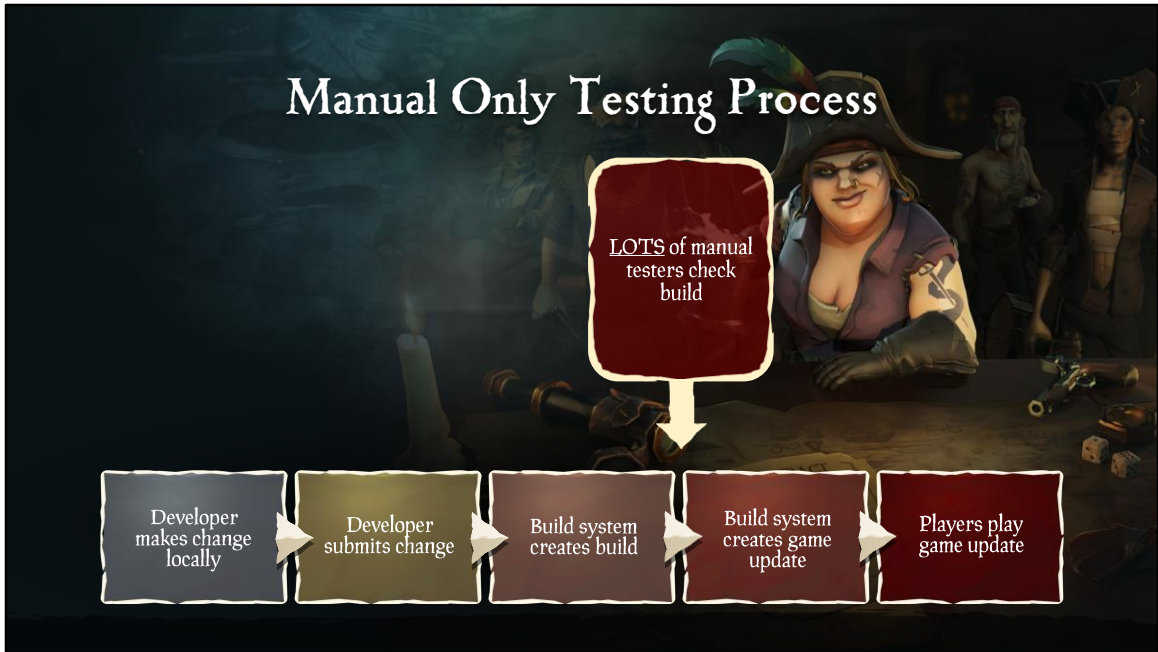 Manual Only Testing Process
LOTS of manual
testers check
build
Developer
makes change
locally
Developer
submits change
Build system
creates build
Build system
creates game
update
Players play
game update